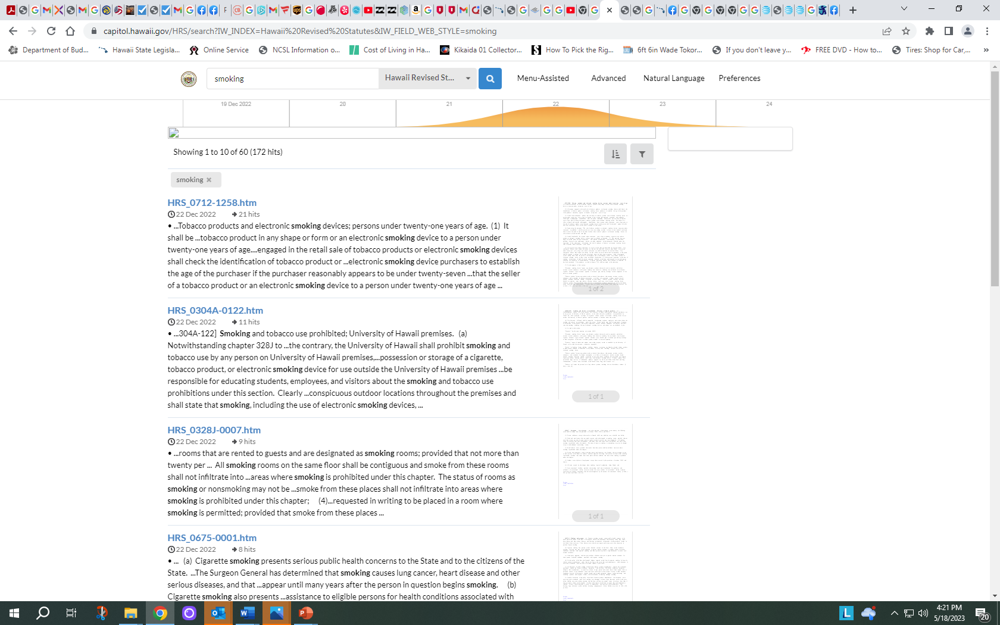 capitol.hawaii.gov/HRS/search?IW_INDEX=Hawaii%20Revised%20Statutes&IW_FIELD_WEB_STYLE=smoking
Department of Bud...
Hawaii State Legisla...
Online Service
NCSL Information o...
Cost of Living in Ha...
Kikaida 01 Collector...
How To Pick the Rig...
6ft 6in Wade Tokor...
If you don't leave y...
FREE DVD - How to...
Tires: Shop for Car,...
»
smoking
Hawaii Revised St...
Menu-Assisted
Advanced
Natural Language
Preferences
19 Dec 2022
20
21
22
23
24
Showing 1 to 10 of 60 (172 hits)
smoking
HRS_0712-1258.htm
22 Dec 2022
21 hits
• ...Tobacco products and electronic smoking devices; persons under twenty-one years of age. (1) It
shall be ...tobacco product in any shape or form or an electronic smoking device to a person under
twenty-one years of age....engaged in the retail sale of tobacco products or electronic smoking devices
shall check the identification of tobacco product or ...electronic smoking device purchasers to establish
the age of the purchaser if the purchaser reasonably appears to be under twenty-seven ...that the seller
of a tobacco product or an electronic smoking device to a person under twenty-one years of age ...
1 of 2
HRS_0304A-0122.htm
22 Dec 2022
11 hits
• ...304A-122] Smoking and tobacco use prohibited; University of Hawaii premises. (a)
Notwithstanding chapter 328J to ...the contrary, the University of Hawaii shall prohibit smoking and
tobacco use by any person on University of Hawaii premises,...possession or storage of a cigarette,
tobacco product, or electronic smoking device for use outside the University of Hawaii premises ...be
responsible for educating students, employees, and visitors about the smoking and tobacco use
prohibitions under this section. Clearly ...conspicuous outdoor locations throughout the premises and
shall state that smoking, including the use of electronic smoking devices, ...
1 of 1
HRS_0328J-0007.htm
22 Dec 2022
9 hits
• ...rooms that are rented to guests and are designated as smoking rooms; provided that not more than
twenty per ... All smoking rooms on the same floor shall be contiguous and smoke from these rooms
shall not infiltrate into ...areas where smoking is prohibited under this chapter. The status of rooms as
smoking or nonsmoking may not be ...smoke from these places shall not infiltrate into areas where
smoking is prohibited under this chapter; (4)...requested in writing to be placed in a room where
smoking is permitted; provided that smoke from these places ...
1 of 1
HRS_0675-0001.htm
22 Dec 2022
8 hits
• ... (a) Cigarette smoking presents serious public health concerns to the State and to the citizens of the
State. ...The Surgeon General has determined that smoking causes lung cancer, heart disease and other
serious diseases, and that ...appear until many years after the person in question begins smoking. (b)
Cigarette smoking also presents ...assistance to eligible persons for health conditions associated with
4:21 PM
5/18/2023
20